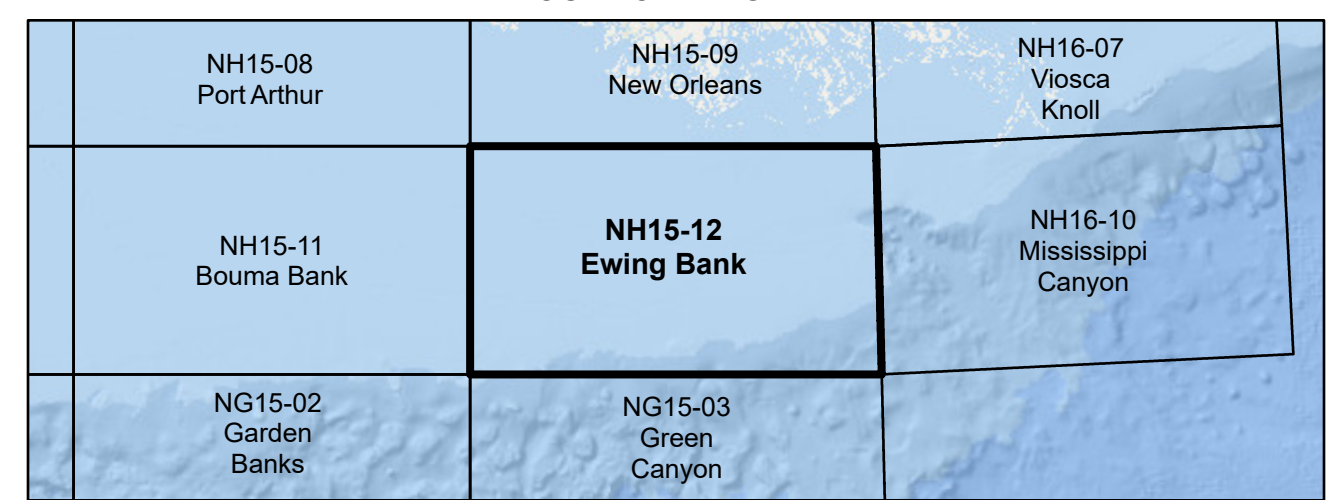 NH15-08
Port Arthur
NH15-09
New Orleans
NH16-07
Viosca
Knoll
NH15-11
Bouma Bank
NH15-12
Ewing Bank
NH16-10
Mississippi
Canyon
NG15-02
Garden
Banks
NG15-03
Green
Canyon